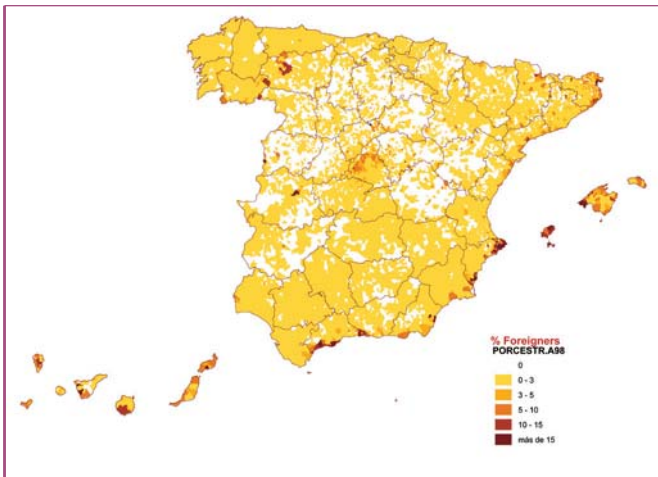 % Foreigners
PORCESTR.A98
0
0 - 3
3 - 5
5 - 10
10 - 15
más de 15